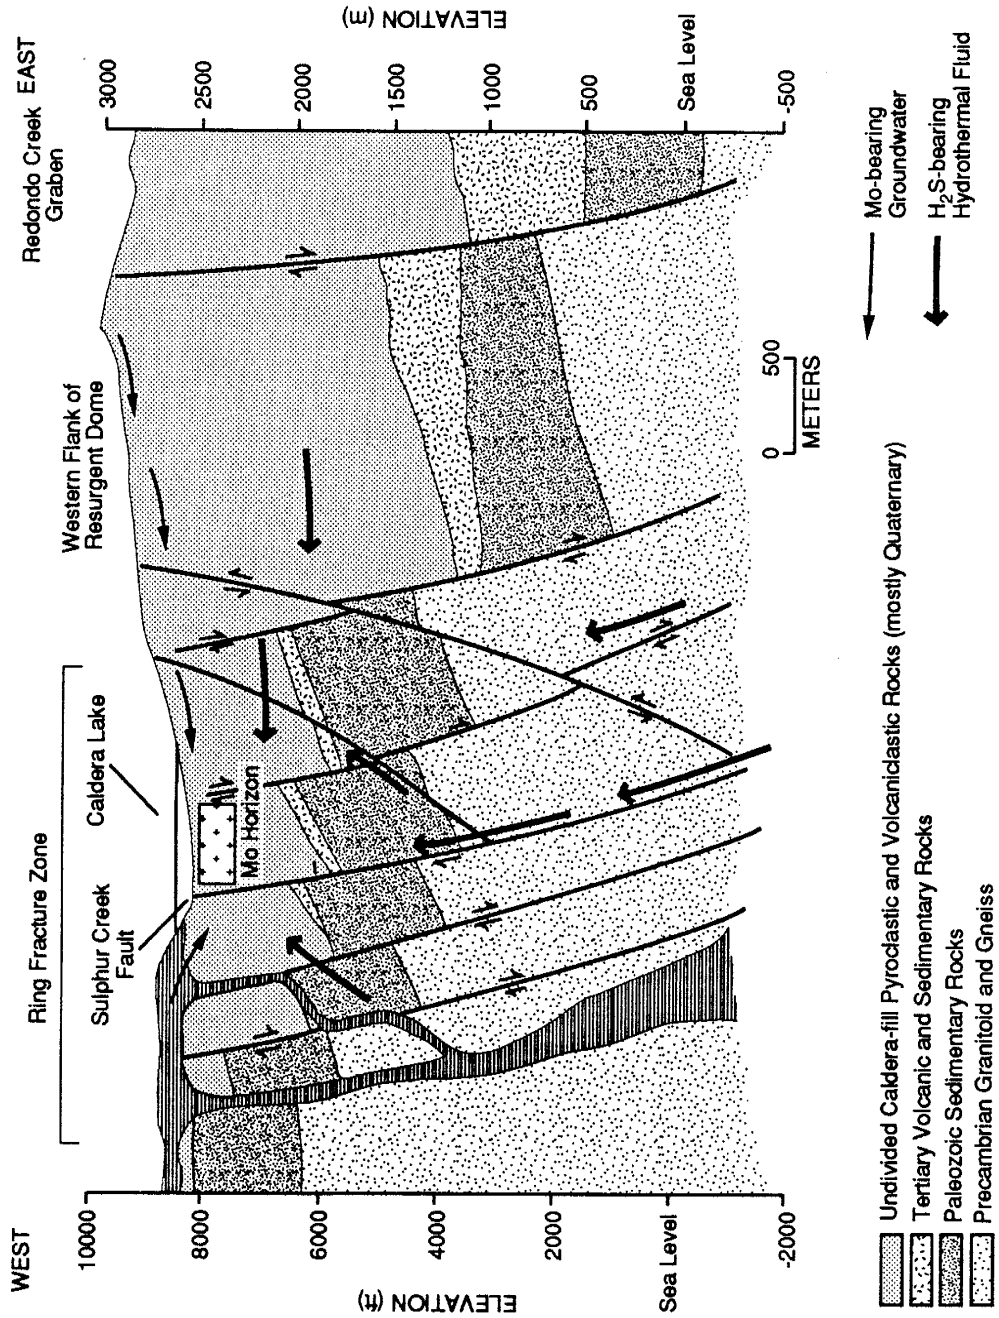 WEST
Redondo Creek EAST
Graben
Western Flank of
Resurgent Dome
Ring Fracture Zone
Caldera Lake
Sulphur Creek
Fault
Mo Horizon
ELEVATION (ft)
10000
8000
6000
4000
2000
Sea Level
-2000
ELEVATION (m)
3000
2500
2000
1500
1000
500
Sea Level
-500
0 500
METERS
Mo-bearing
Groundwater
H2S-bearing
Hydrothermal Fluid
Undivided Caldera-fill Pyroclastic and Volcaniclastic Rocks (mostly Quaternary)
Tertiary Volcanic and Sedimentary Rocks
Paleozoic Sedimentary Rocks
Precambrian Granitoid and Gneiss